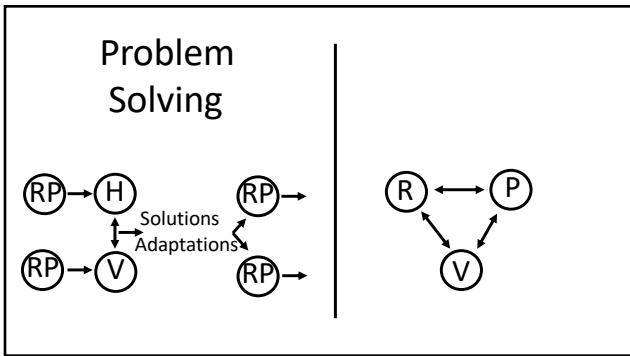 Problem
Solving
RP
H
RP
V
Solutions
Adaptations
RP
RP
R
P
V